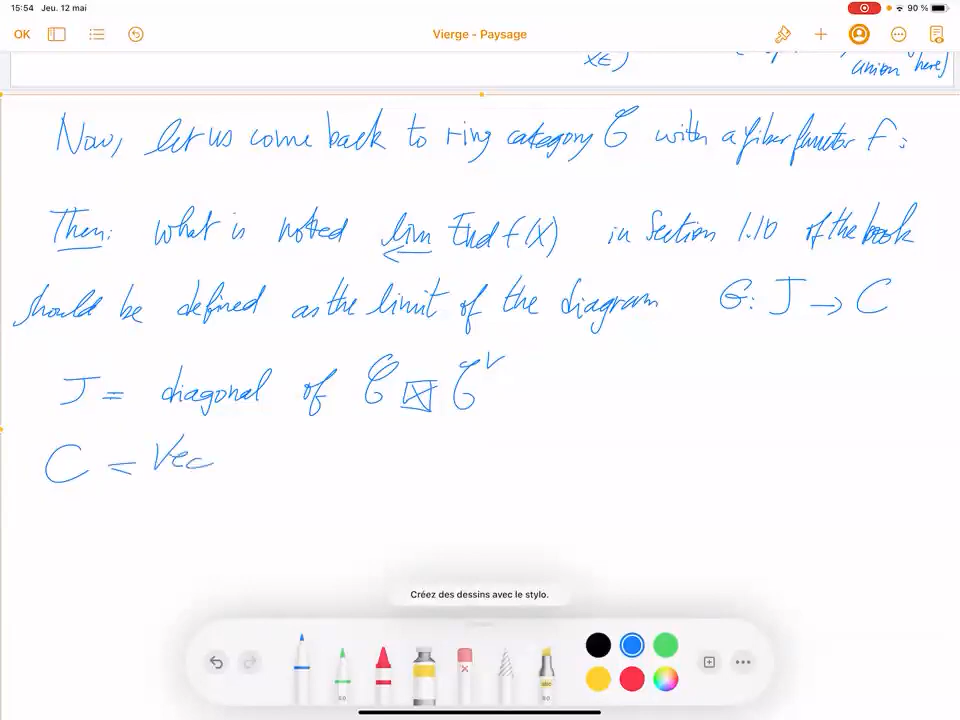 15:54 Jeu. 12 mai
90 %
OK
Vierge - Paysage
x∈)
union here)
Now, let us come back to ring category 𝒞 with a fiber functor F :
Then: what is noted lim End F(X) in Section 1.10 of the book
should be defined as the limit of the diagram G: J → C
J = diagonal of 𝒞 ⊠ 𝒞^∨
C = Vec
Créez des dessins avec le stylo.